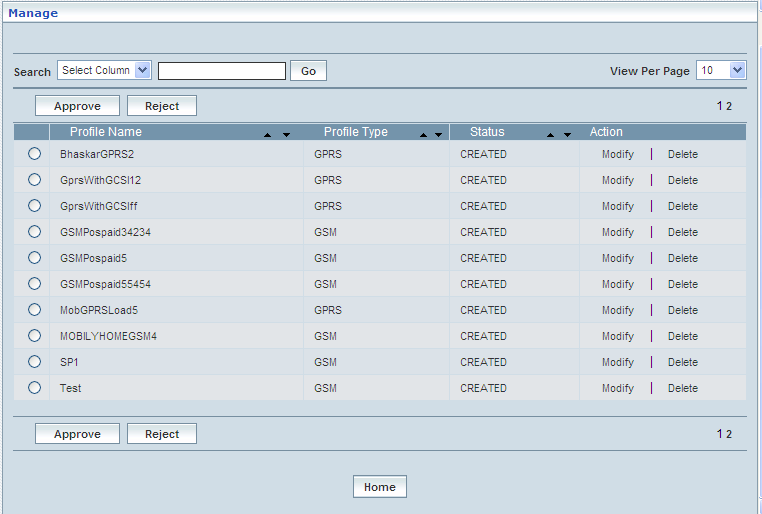 Manage
Search Select Column Go View Per Page 10
Approve Reject 1 2
Profile Name Profile Type Status Action
BhaskarGPRS2 GPRS CREATED Modify | Delete
GprsWithGCSI12 GPRS CREATED Modify | Delete
GprsWithGCSIff GPRS CREATED Modify | Delete
GSMPospaid34234 GSM CREATED Modify | Delete
GSMPospaid5 GSM CREATED Modify | Delete
GSMPospaid55454 GSM CREATED Modify | Delete
MobGPRSLoad5 GPRS CREATED Modify | Delete
MOBILYHOMEGSM4 GSM CREATED Modify | Delete
SP1 GSM CREATED Modify | Delete
Test GSM CREATED Modify | Delete
Approve Reject 1 2
Home